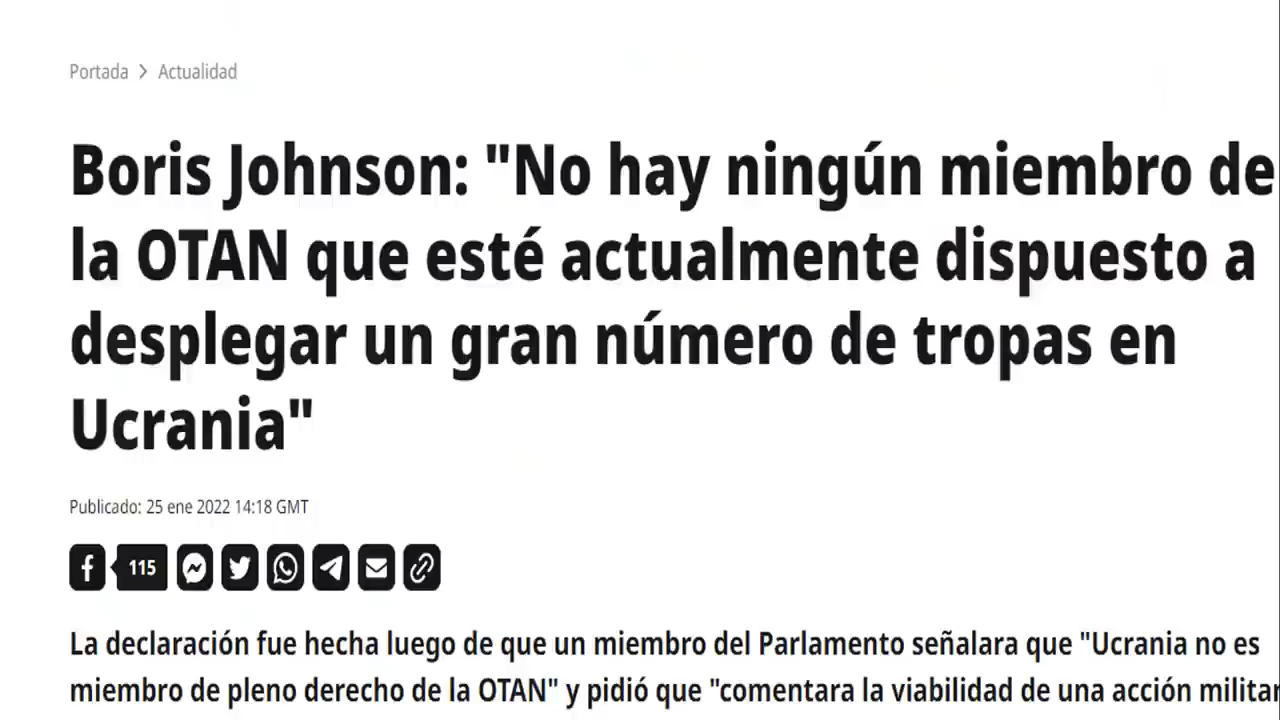 Portada > Actualidad
Boris Johnson: "No hay ningún miembro de
la OTAN que esté actualmente dispuesto a
desplegar un gran número de tropas en
Ucrania"
Publicado: 25 ene 2022 14:18 GMT
115
La declaración fue hecha luego de que un miembro del Parlamento señalara que "Ucrania no es
miembro de pleno derecho de la OTAN" y pidió que "comentara la viabilidad de una acción militar